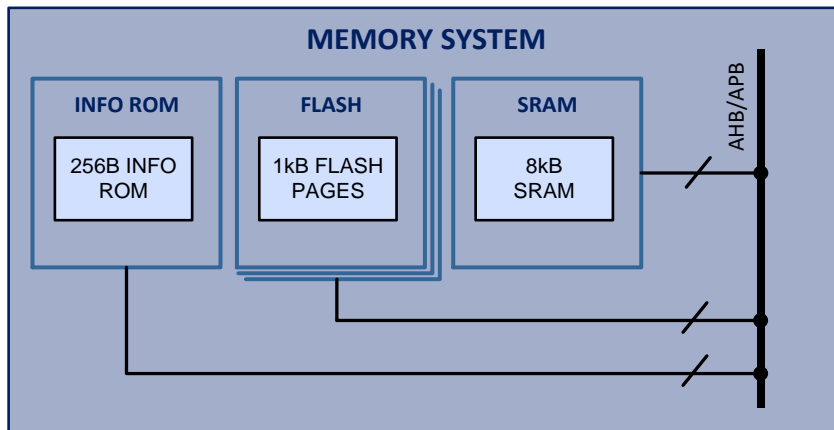 MEMORY SYSTEM
INFO ROM
256B INFO
ROM
FLASH
1kB FLASH
PAGES
SRAM
8kB
SRAM
AHB/APB